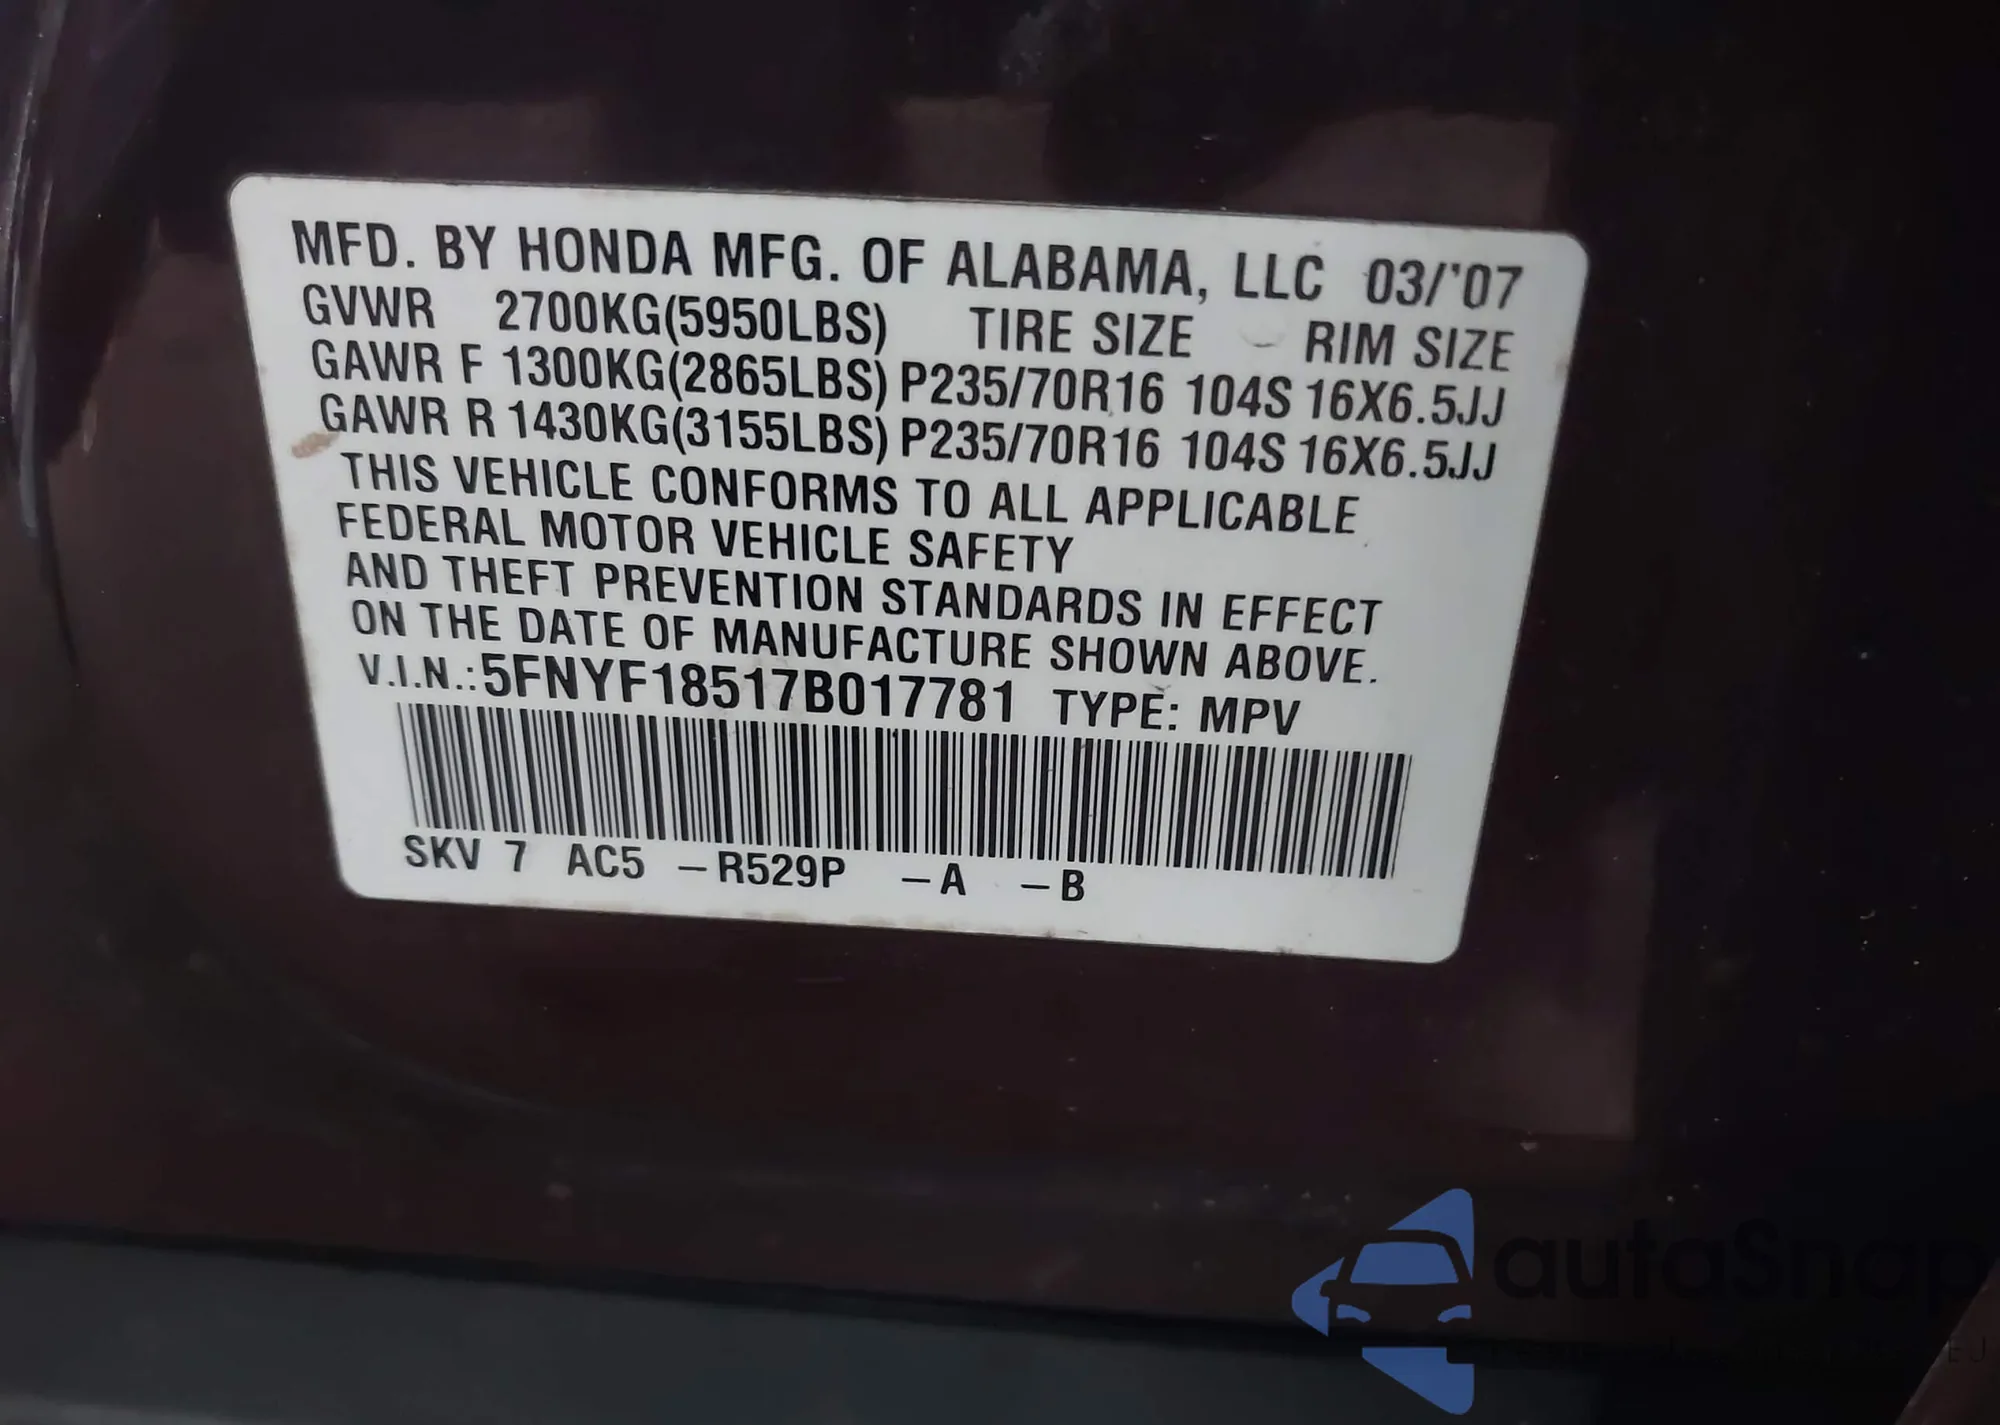 MFD. BY HONDA MFG. OF ALABAMA, LLC 03/'07
GVWR 2700KG(5950LBS) TIRE SIZE RIM SIZE
GAWR F 1300KG(2865LBS) P235/70R16 104S 16X6.5JJ
GAWR R 1430KG(3155LBS) P235/70R16 104S 16X6.5JJ
THIS VEHICLE CONFORMS TO ALL APPLICABLE
FEDERAL MOTOR VEHICLE SAFETY
AND THEFT PREVENTION STANDARDS IN EFFECT
ON THE DATE OF MANUFACTURE SHOWN ABOVE.
V.I.N.:5FNYF18517B017781 TYPE: MPV
SKV 7 AC5 –R529P –A –B
autaSnap